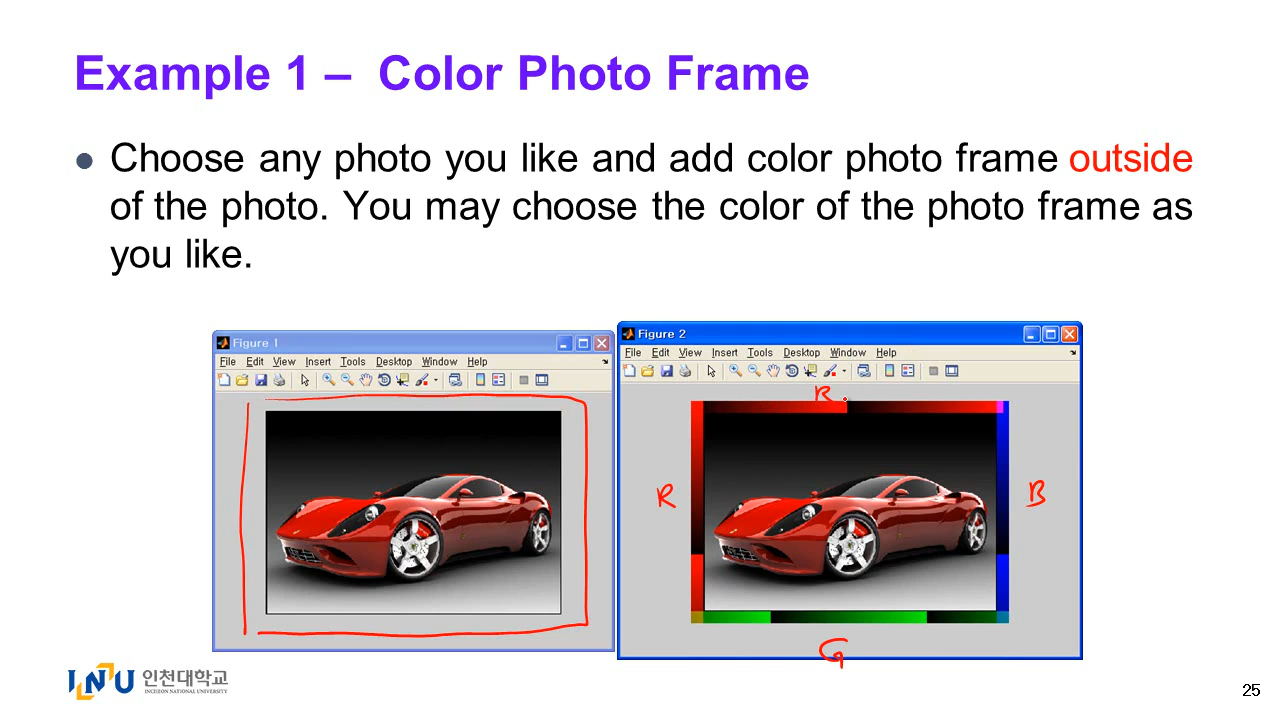 Example 1 – Color Photo Frame
● Choose any photo you like and add color photo frame outside
of the photo. You may choose the color of the photo frame as
you like.
Figure 1
File Edit View Insert Tools Desktop Window Help
Figure 2
File Edit View Insert Tools Desktop Window Help
R
R
B
G
INU 인천대학교
INCHEON NATIONAL UNIVERSITY
25